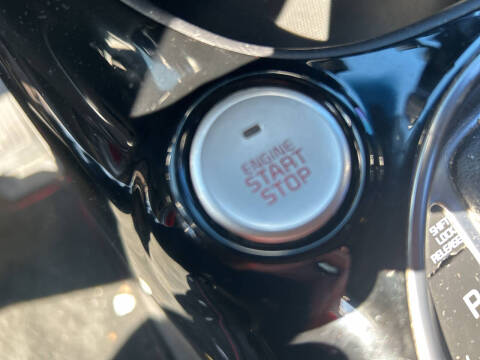 ENGINE
START
STOP
SHIFT
LOCK
RELEASE
P